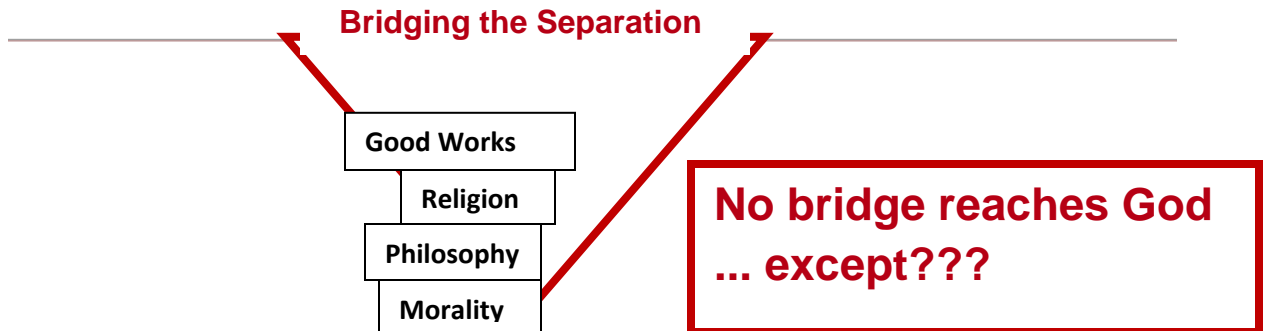 Bridging the Separation
Good Works
Religion
Philosophy
Morality
No bridge reaches God
... except???